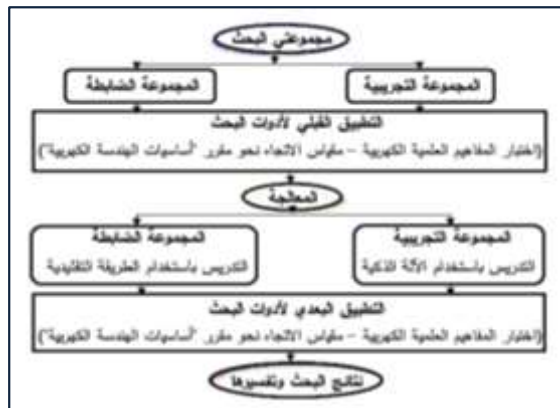 مجموعتي البحث
المجموعة التجريبية
المجموعة الضابطة
التطبيق القبلي لأدوات البحث
(اختبار المفاهيم العلمية الكهربية – مقياس الاتجاه نحو مقرر "أساسيات الهندسة الكهربية")
المعالجة
المجموعة التجريبية
التدريس باستخدام الآلة الذكية
المجموعة الضابطة
التدريس باستخدام الطريقة التقليدية
التطبيق البعدي لأدوات البحث
(اختبار المفاهيم العلمية الكهربية – مقياس الاتجاه نحو مقرر "أساسيات الهندسة الكهربية")
نتائج البحث وتفسيرها